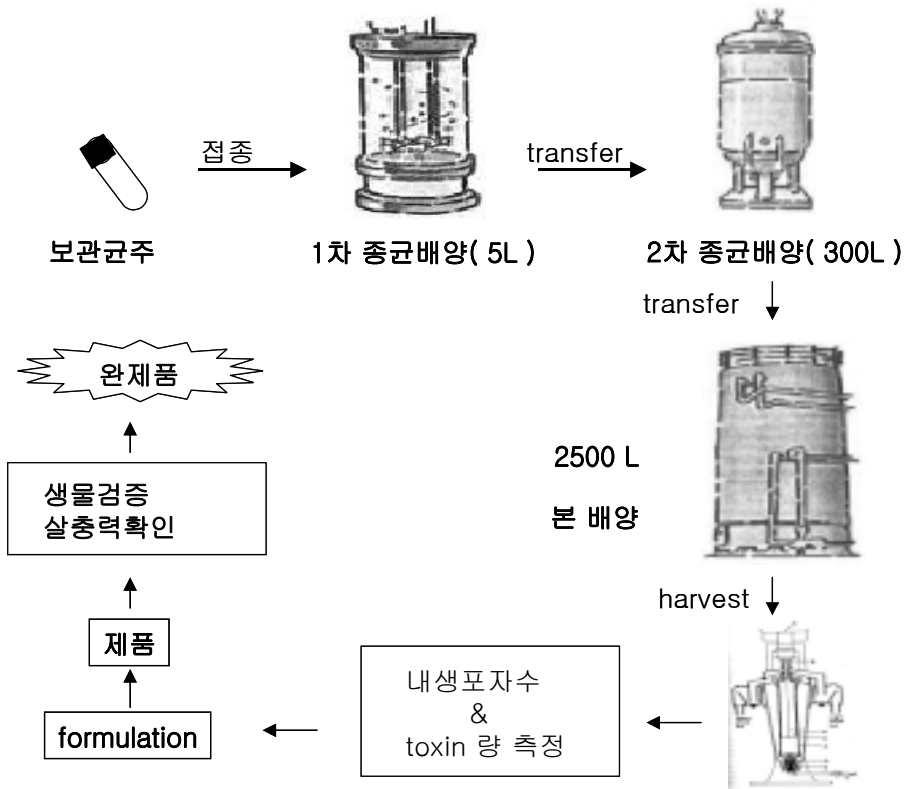 접종
transfer
보관균주
1차 종균배양( 5L )
2차 종균배양( 300L )
transfer
2500 L
본 배양
harvest
내생포자수
&
toxin 량 측정
formulation
제품
생물검증
살충력확인
완제품